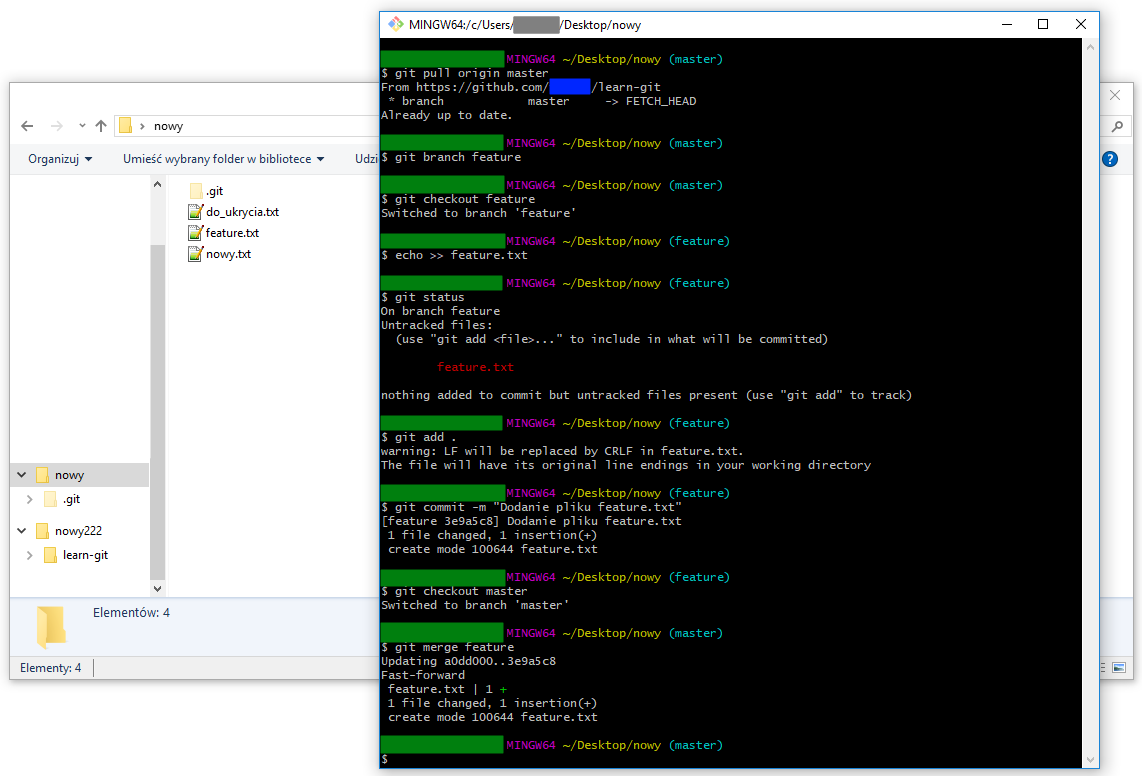 MINGW64:/c/Users/ /Desktop/nowy
nowy
Organizuj
Umieść wybrany folder w bibliotece
Udzi
?
.git
do_ukrycia.txt
feature.txt
nowy.txt
nowy
.git
nowy222
learn-git
Elementów: 4
Elementy: 4
MINGW64 ~/Desktop/nowy (master)
$ git pull origin master
From https://github.com/ /learn-git
 * branch            master     -> FETCH_HEAD
Already up to date.
MINGW64 ~/Desktop/nowy (master)
$ git branch feature
MINGW64 ~/Desktop/nowy (master)
$ git checkout feature
Switched to branch 'feature'
MINGW64 ~/Desktop/nowy (feature)
$ echo >> feature.txt
MINGW64 ~/Desktop/nowy (feature)
$ git status
On branch feature
Untracked files:
  (use "git add <file>..." to include in what will be committed)
        feature.txt
nothing added to commit but untracked files present (use "git add" to track)
MINGW64 ~/Desktop/nowy (feature)
$ git add .
warning: LF will be replaced by CRLF in feature.txt.
The file will have its original line endings in your working directory
MINGW64 ~/Desktop/nowy (feature)
$ git commit -m "Dodanie pliku feature.txt"
[feature 3e9a5c8] Dodanie pliku feature.txt
 1 file changed, 1 insertion(+)
 create mode 100644 feature.txt
MINGW64 ~/Desktop/nowy (feature)
$ git checkout master
Switched to branch 'master'
MINGW64 ~/Desktop/nowy (master)
$ git merge feature
Updating a0dd000..3e9a5c8
Fast-forward
 feature.txt | 1 +
 1 file changed, 1 insertion(+)
 create mode 100644 feature.txt
MINGW64 ~/Desktop/nowy (master)
$